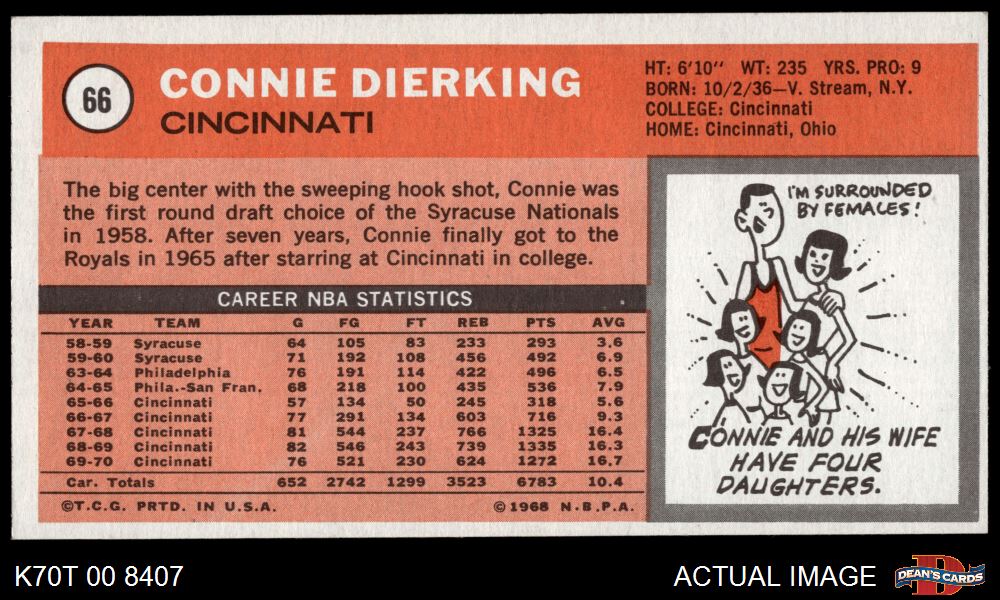 66
CONNIE DIERKING
CINCINNATI
HT: 6'10" WT: 235 YRS. PRO: 9
BORN: 10/2/36—V. Stream, N.Y.
COLLEGE: Cincinnati
HOME: Cincinnati, Ohio
The big center with the sweeping hook shot, Connie was
the first round draft choice of the Syracuse Nationals
in 1958. After seven years, Connie finally got to the
Royals in 1965 after starring at Cincinnati in college.
CAREER NBA STATISTICS
YEAR TEAM G FG FT REB PTS AVG
58-59 Syracuse 64 105 83 233 293 3.6
59-60 Syracuse 71 192 108 456 492 6.9
63-64 Philadelphia 76 191 114 422 496 6.5
64-65 Phila.-San Fran. 68 218 100 435 536 7.9
65-66 Cincinnati 57 134 50 245 318 5.6
66-67 Cincinnati 77 291 134 603 716 9.3
67-68 Cincinnati 81 544 237 766 1325 16.4
68-69 Cincinnati 82 546 243 739 1335 16.3
69-70 Cincinnati 76 521 230 624 1272 16.7
Car. Totals 652 2742 1299 3523 6783 10.4
©T.C.G. PRTD. IN U.S.A. ©1968 N.B.P.A.
I'M SURROUNDED
BY FEMALES!
CONNIE AND HIS WIFE
HAVE FOUR
DAUGHTERS.
K70T 00 8407
ACTUAL IMAGE
D
DEAN'S CARDS